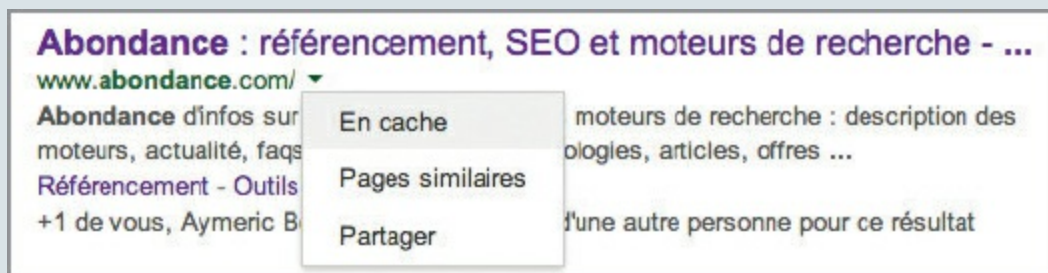 Abondance : référencement, SEO et moteurs de recherche - ...
www.abondance.com/
Abondance d'infos sur moteurs de recherche : description des
moteurs, actualité, faqs ologies, articles, offres ...
Référencement - Outils
+1 de vous, Aymeric B d'une autre personne pour ce résultat
En cache
Pages similaires
Partager